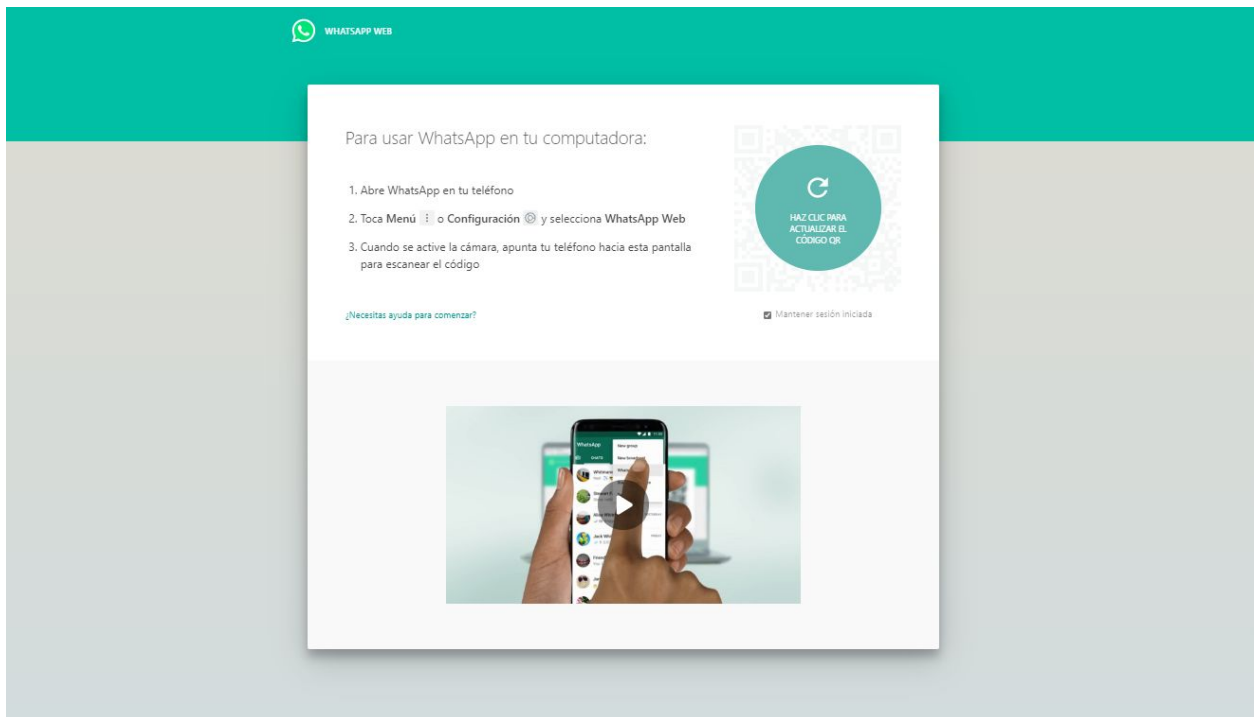 WHATSAPP WEB
Para usar WhatsApp en tu computadora:
1. Abre WhatsApp en tu teléfono
2. Toca Menú o Configuración y selecciona WhatsApp Web
3. Cuando se active la cámara, apunta tu teléfono hacia esta pantalla
para escanear el código
¿Necesitas ayuda para comenzar?
HAZ CLIC PARA
ACTUALIZAR EL
CÓDIGO QR
Mantener sesión iniciada
WhatsApp
New group
CHATS
New broadcast